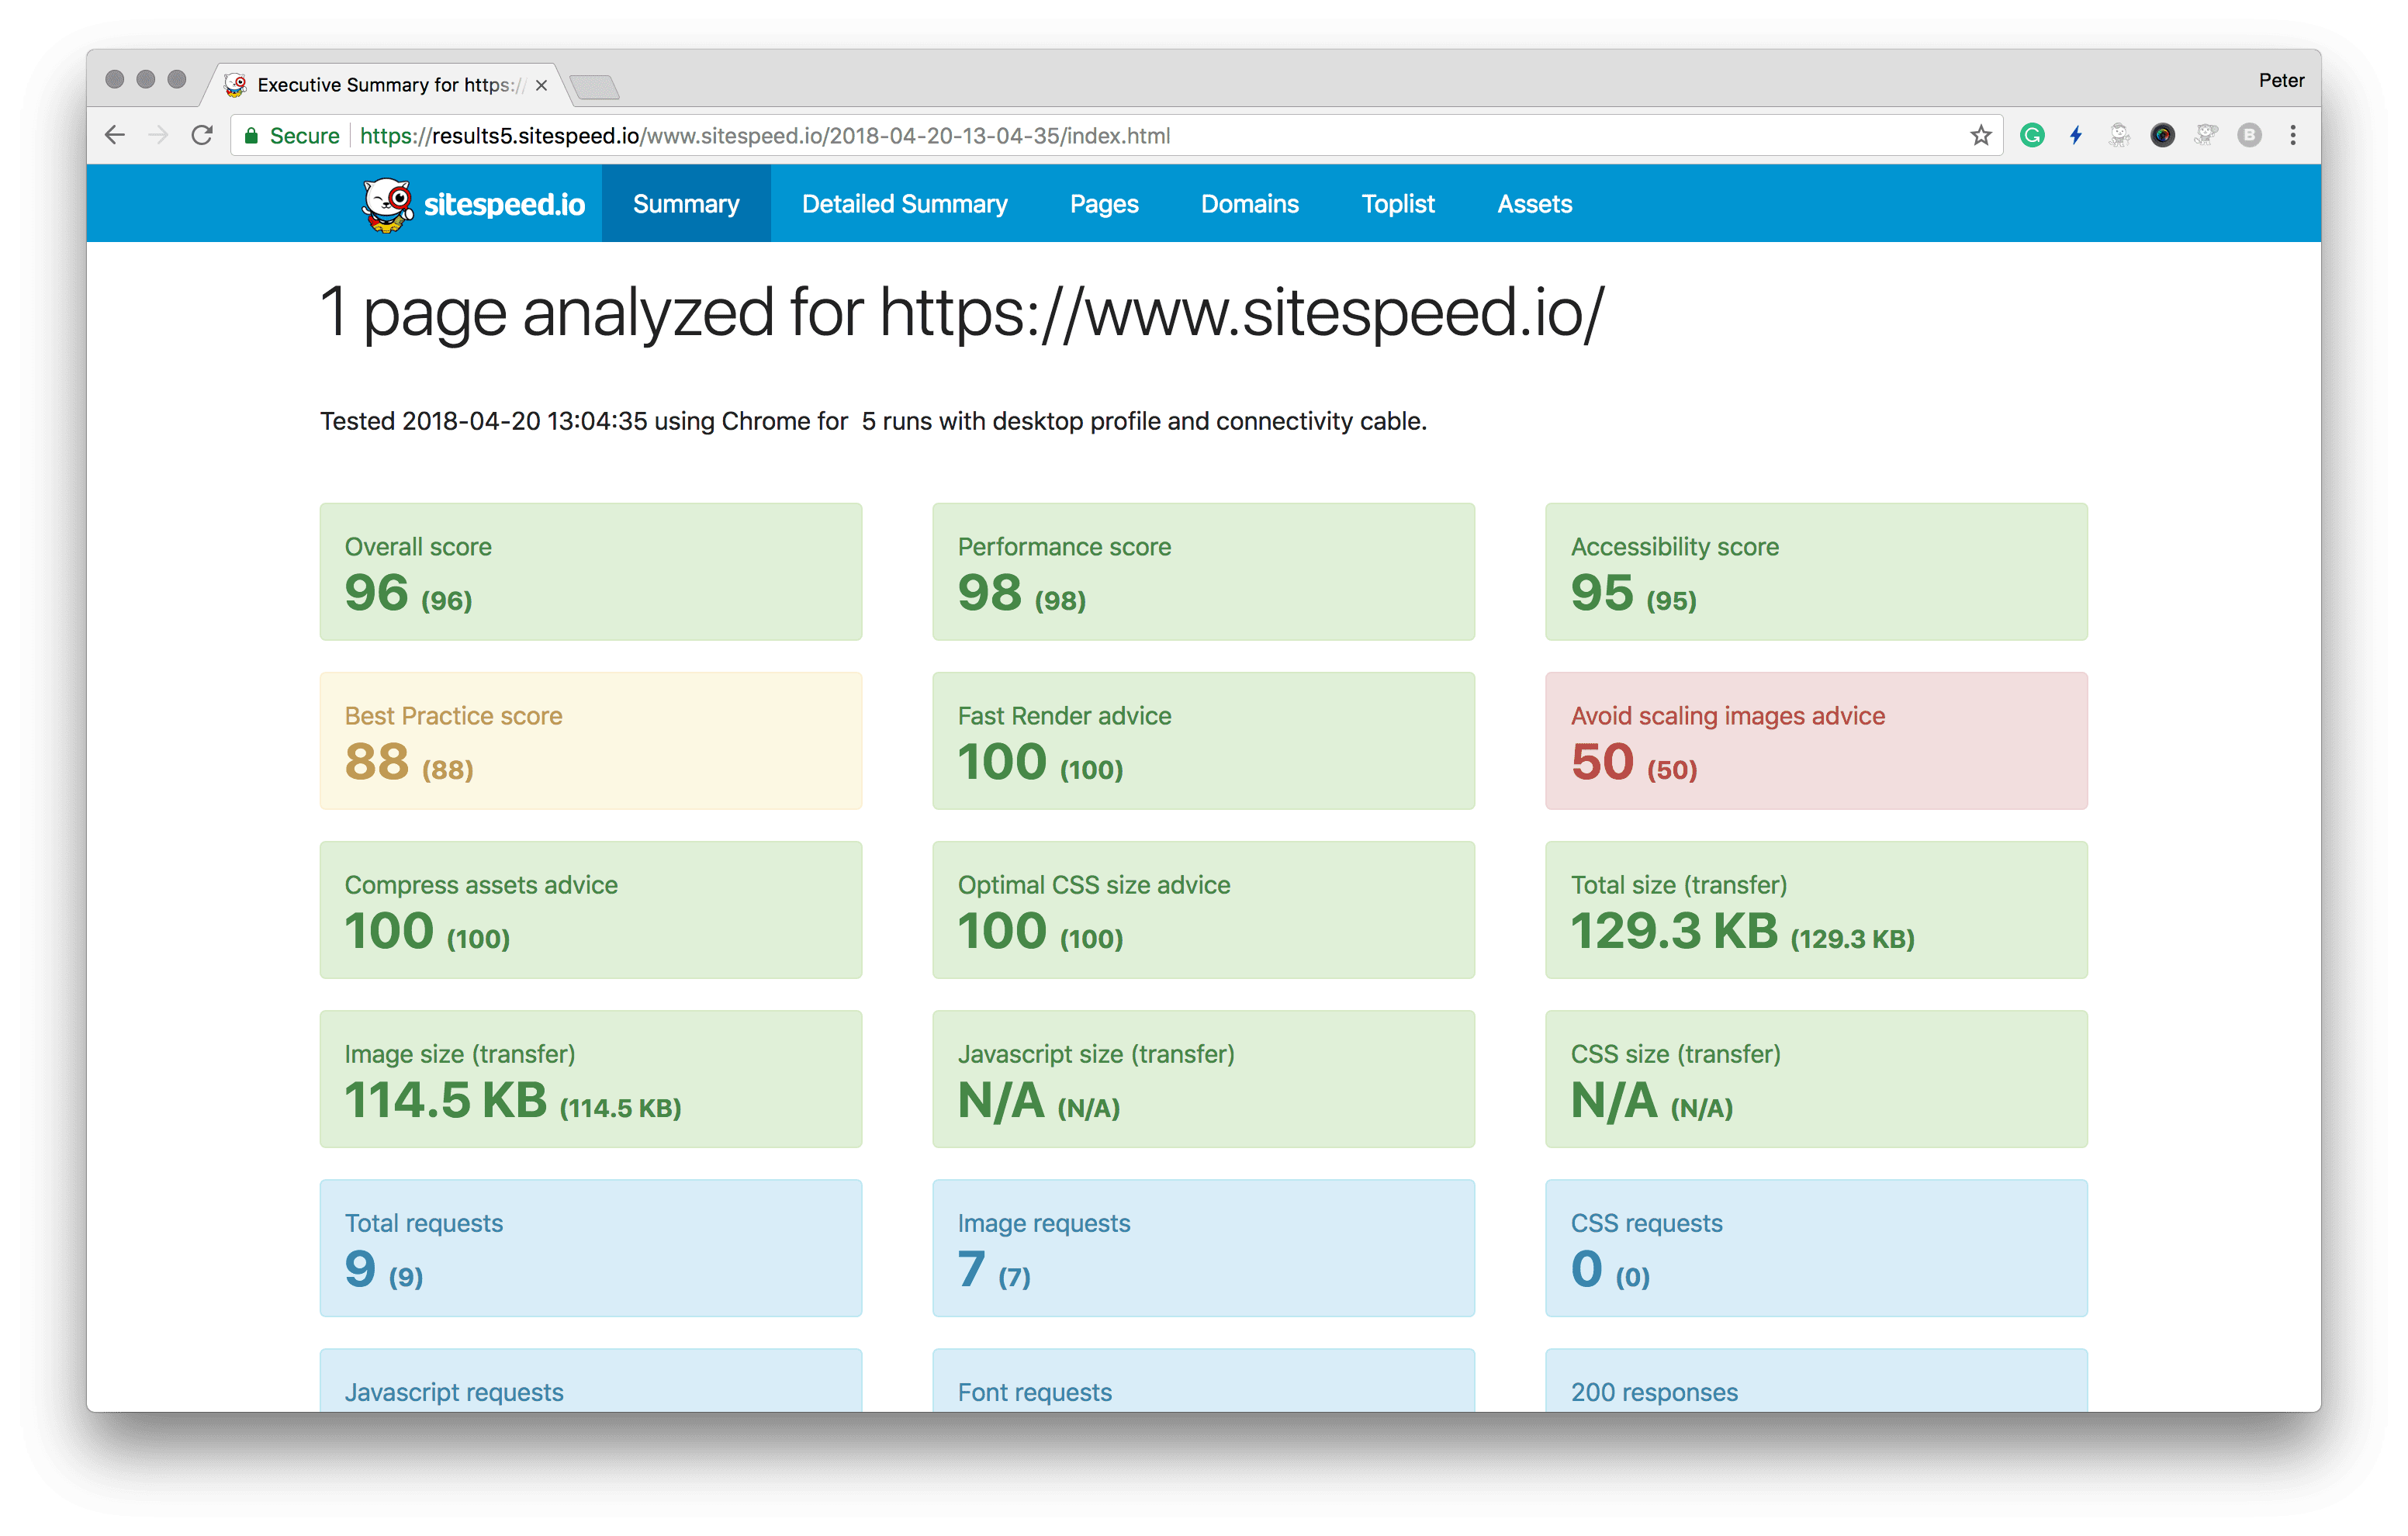 Executive Summary for https://
Peter
Secure https://results5.sitespeed.io/www.sitespeed.io/2018-04-20-13-04-35/index.html
sitespeed.io Summary Detailed Summary Pages Domains Toplist Assets
1 page analyzed for https://www.sitespeed.io/
Tested 2018-04-20 13:04:35 using Chrome for 5 runs with desktop profile and connectivity cable.
Overall score
96 (96)
Performance score
98 (98)
Accessibility score
95 (95)
Best Practice score
88 (88)
Fast Render advice
100 (100)
Avoid scaling images advice
50 (50)
Compress assets advice
100 (100)
Optimal CSS size advice
100 (100)
Total size (transfer)
129.3 KB (129.3 KB)
Image size (transfer)
114.5 KB (114.5 KB)
Javascript size (transfer)
N/A (N/A)
CSS size (transfer)
N/A (N/A)
Total requests
9 (9)
Image requests
7 (7)
CSS requests
0 (0)
Javascript requests
Font requests
200 responses